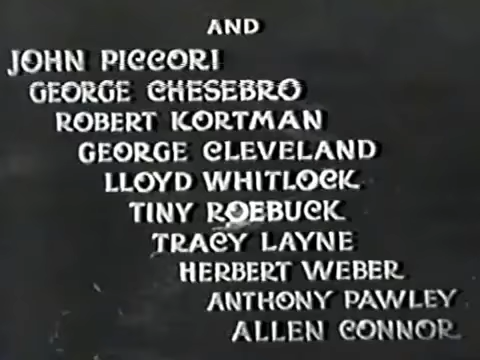 AND
JOHN PICCORI
GEORGE CHESEBRO
ROBERT KORTMAN
GEORGE CLEVELAND
LLOYD WHITLOCK
TINY ROEBUCK
TRACY LAYNE
HERBERT WEBER
ANTHONY PAWLEY
ALLEN CONNOR